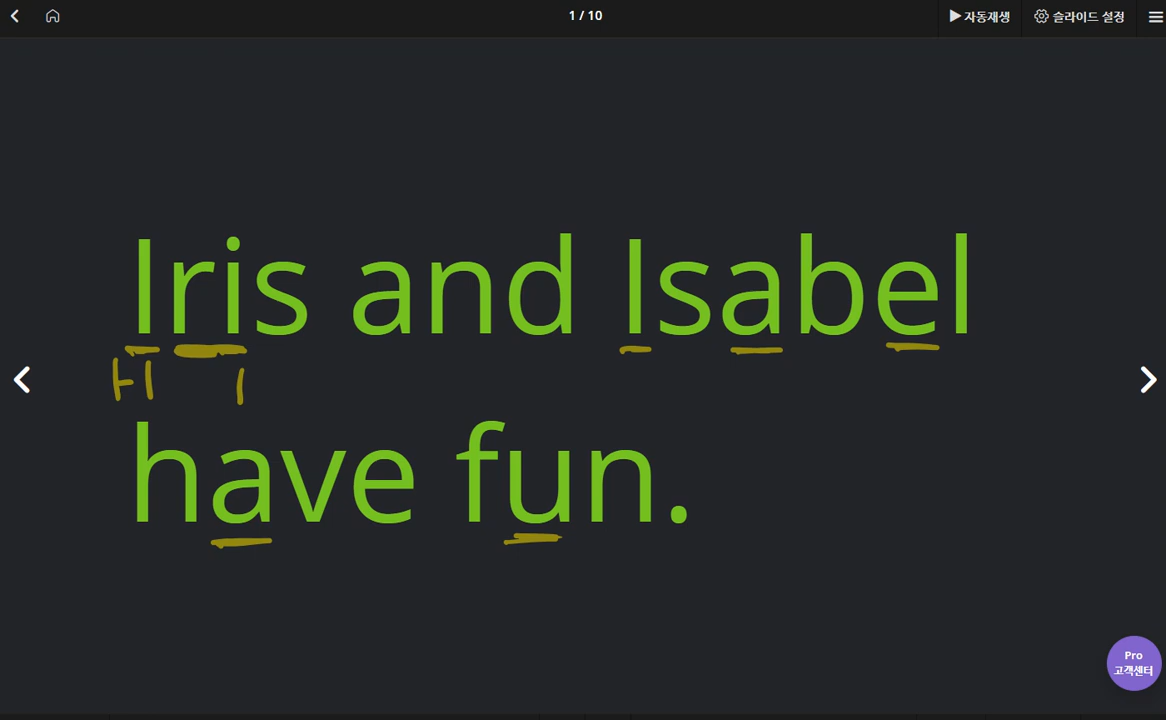 1 / 10
자동재생
슬라이드 설정
Iris and Isabel
ㅏㅣ ㅣ
have fun.
Pro
고객센터